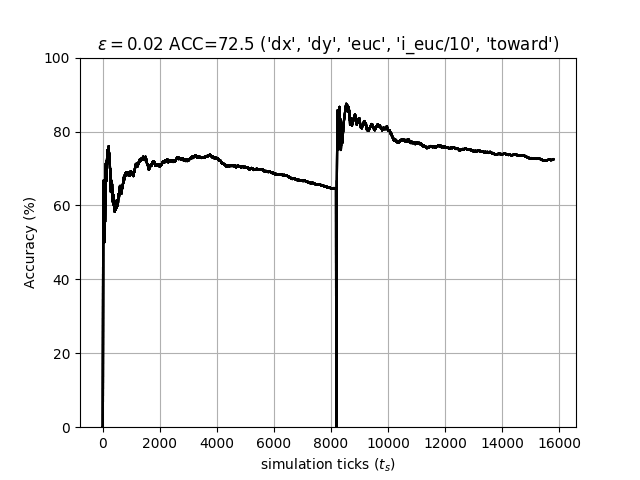 ε = 0.02 ACC=72.5 ('dx', 'dy', 'euc', 'i_euc/10', 'toward')
100
80
60
40
20
0
Accuracy (%)
0 2000 4000 6000 8000 10000 12000 14000 16000
simulation ticks (tₛ)